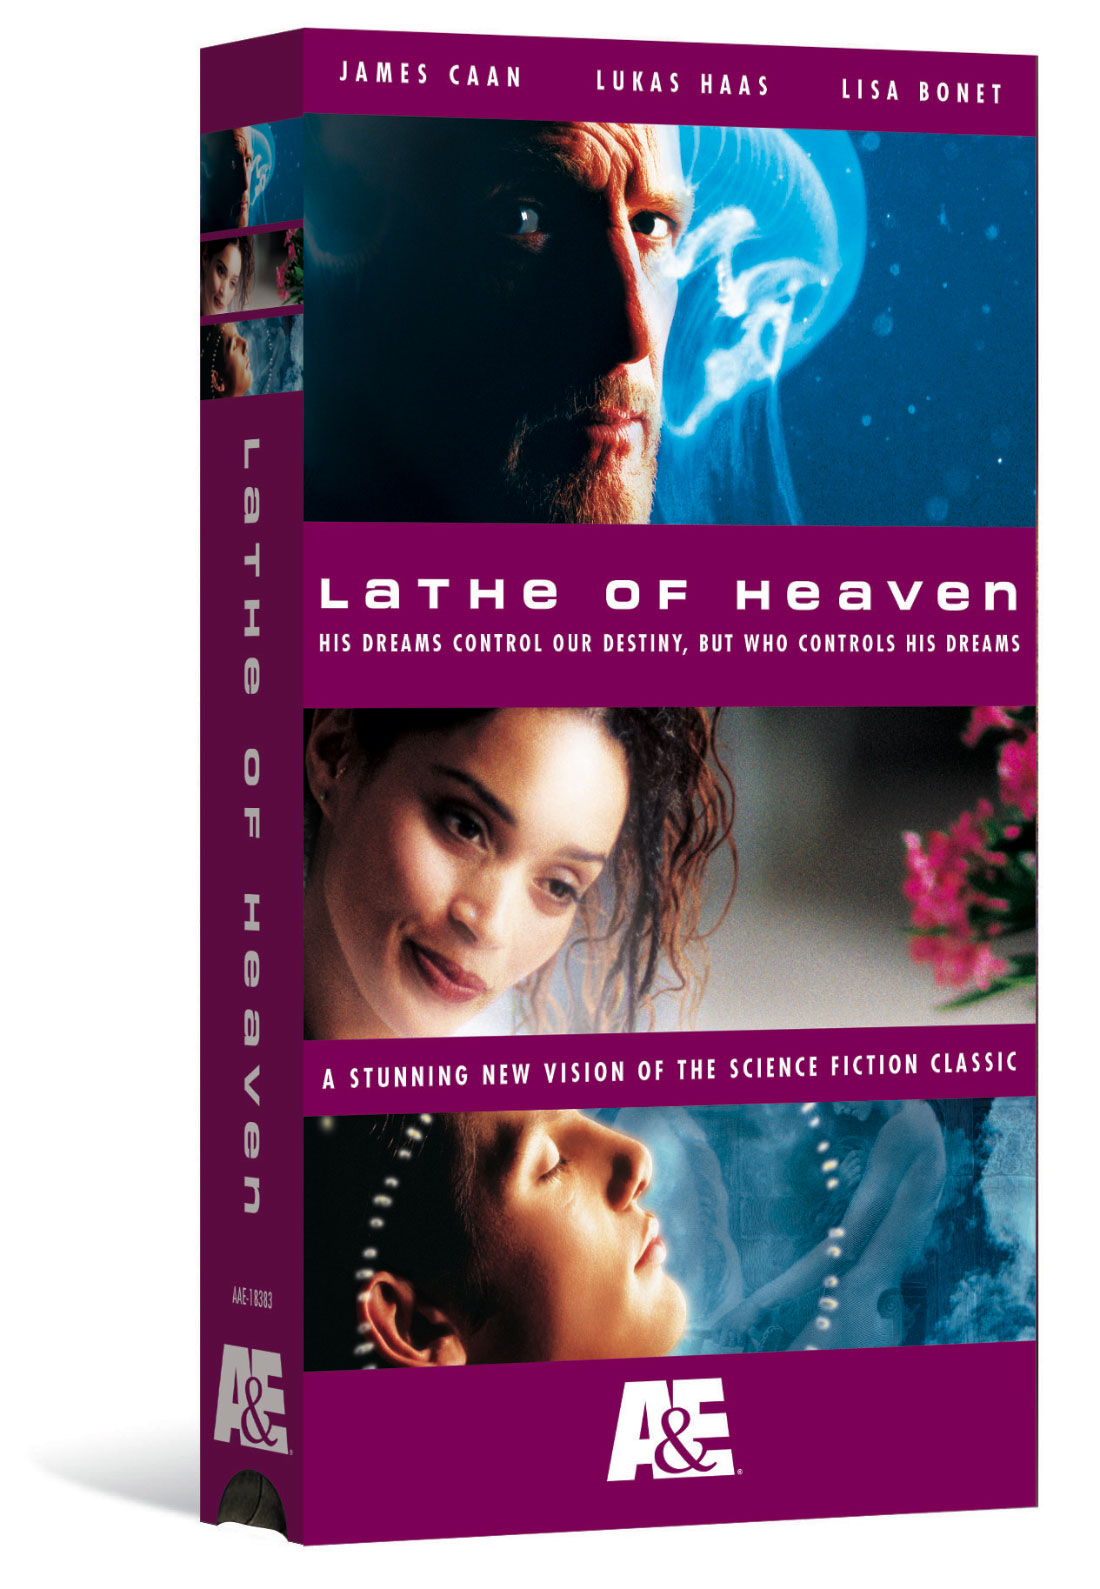 JAMES CAAN LUKAS HAAS LISA BONET
LaTHe OF Heaven
HIS DREAMS CONTROL OUR DESTINY, BUT WHO CONTROLS HIS DREAMS
A STUNNING NEW VISION OF THE SCIENCE FICTION CLASSIC
A&E®
LaTHe OF Heaven
AAE-18383
A&E®